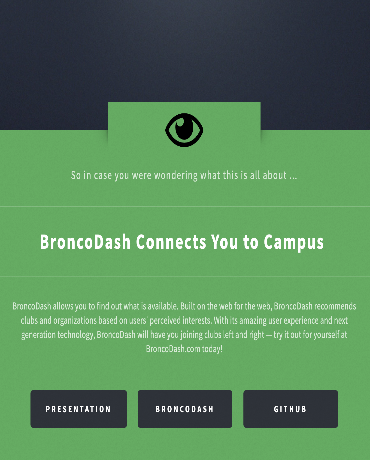 So in case you were wondering what this is all about ...
BroncoDash Connects You to Campus
BroncoDash allows you to find out what is available. Built on the web for the web, BroncoDash recommends
clubs and organizations based on users' perceived interests. With its amazing user experience and next
generation technology, BroncoDash will have you joining clubs left and right — try it out for yourself at
BroncoDash.com today!
PRESENTATION
BRONCODASH
GITHUB